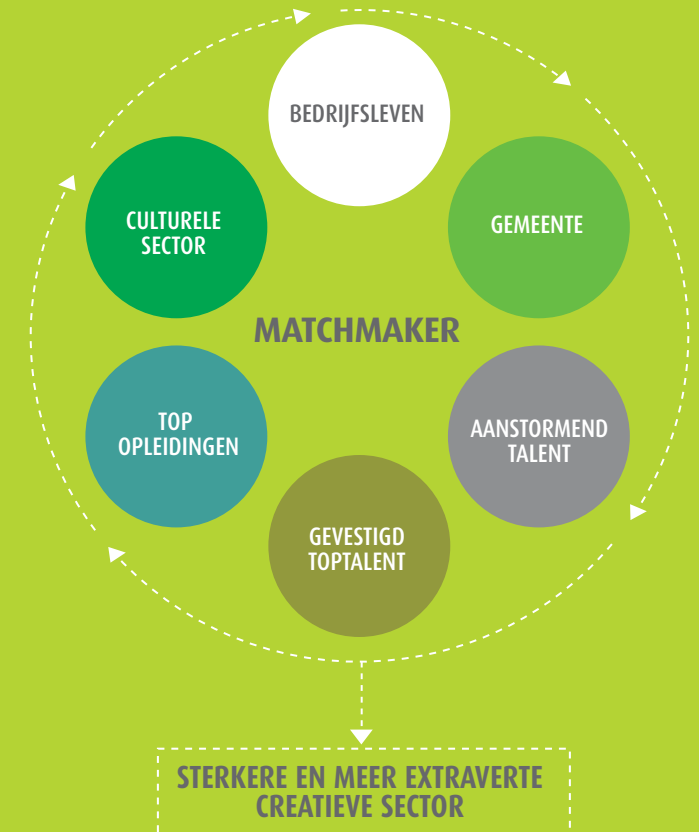 BEDRIJFSLEVEN
CULTURELE
SECTOR
GEMEENTE
MATCHMAKER
TOP
OPLEIDINGEN
AANSTORMEND
TALENT
GEVESTIGD
TOPTALENT
STERKERE EN MEER EXTRAVERTE
CREATIEVE SECTOR